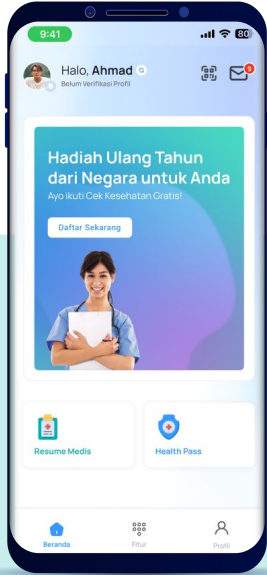 9:41
80
Halo, Ahmad
Belum Verifikasi Profil
9
Hadiah Ulang Tahun
dari Negara untuk Anda
Ayo ikuti Cek Kesehatan Gratis!
Daftar Sekarang
Resume Medis
Health Pass
Beranda
Fitur
Profil